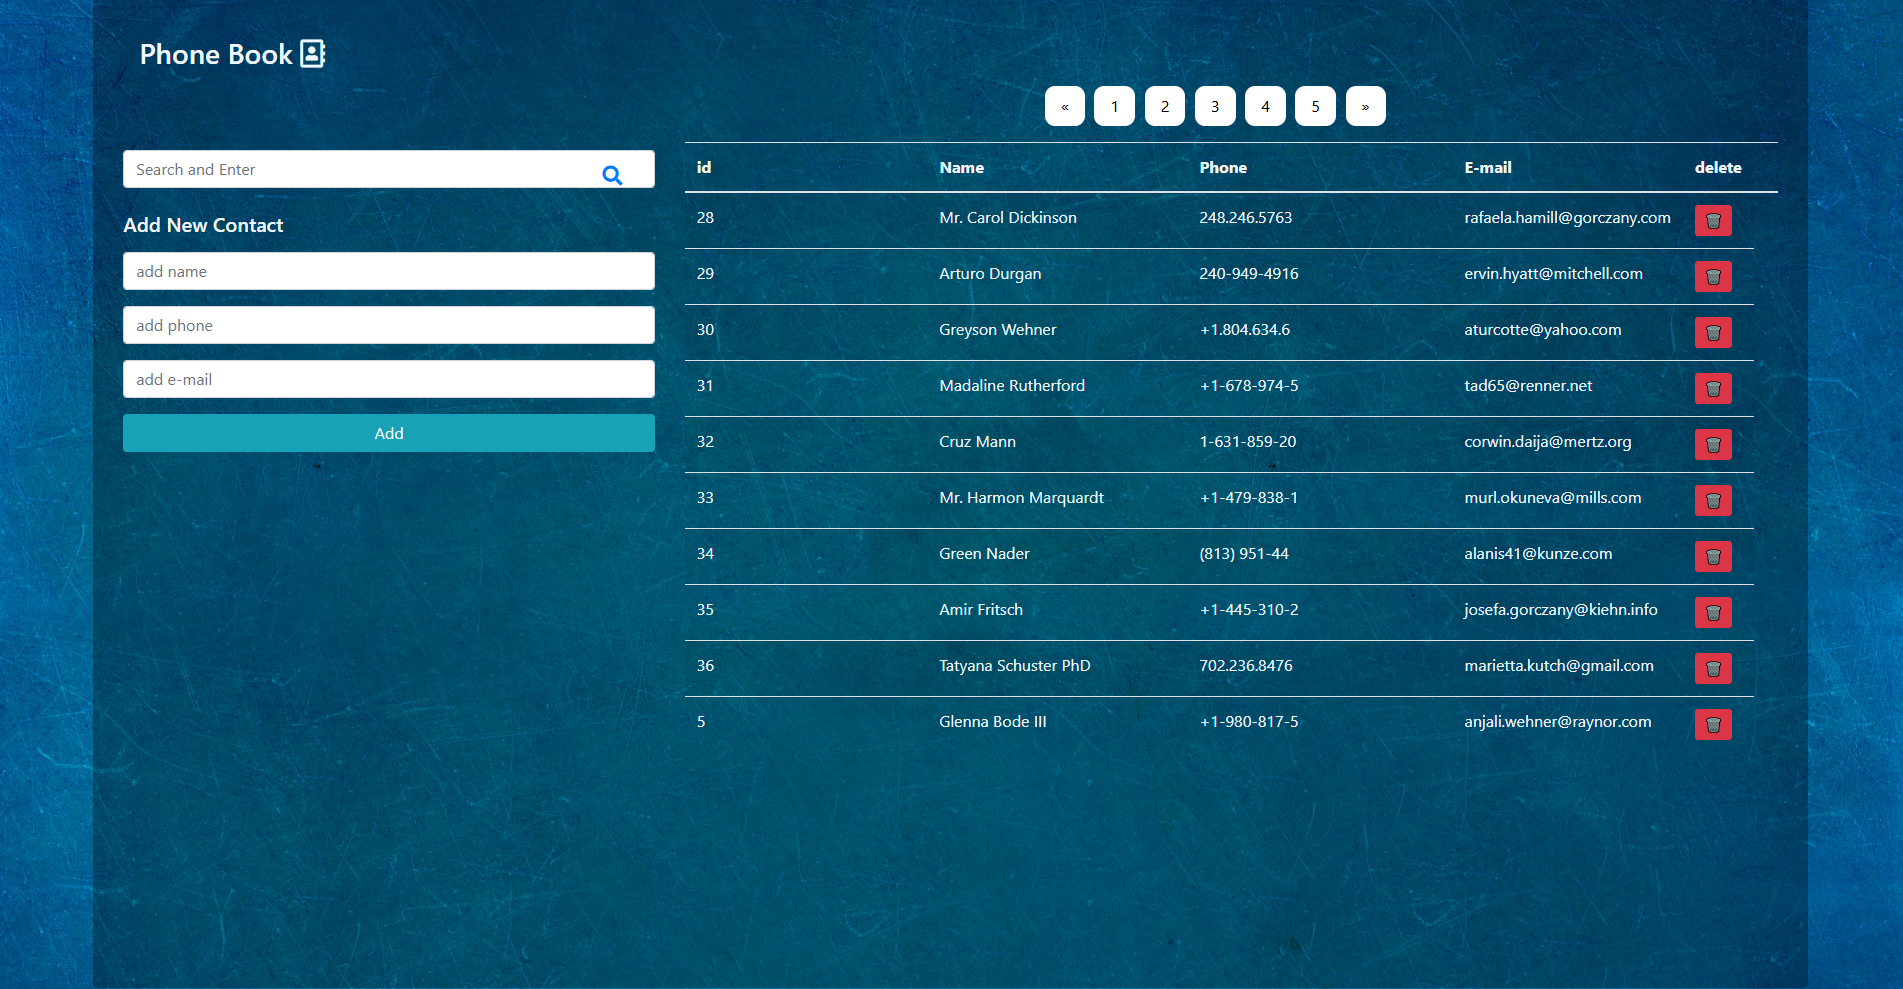 Phone Book
« 1 2 3 4 5 »
Search and Enter
Add New Contact
add name
add phone
add e-mail
Add
id Name Phone E-mail delete
28 Mr. Carol Dickinson 248.246.5763 rafaela.hamill@gorczany.com
29 Arturo Durgan 240-949-4916 ervin.hyatt@mitchell.com
30 Greyson Wehner +1.804.634.6 aturcotte@yahoo.com
31 Madaline Rutherford +1-678-974-5 tad65@renner.net
32 Cruz Mann 1-631-859-20 corwin.daija@mertz.org
33 Mr. Harmon Marquardt +1-479-838-1 murl.okuneva@mills.com
34 Green Nader (813) 951-44 alanis41@kunze.com
35 Amir Fritsch +1-445-310-2 josefa.gorczany@kiehn.info
36 Tatyana Schuster PhD 702.236.8476 marietta.kutch@gmail.com
5 Glenna Bode III +1-980-817-5 anjali.wehner@raynor.com